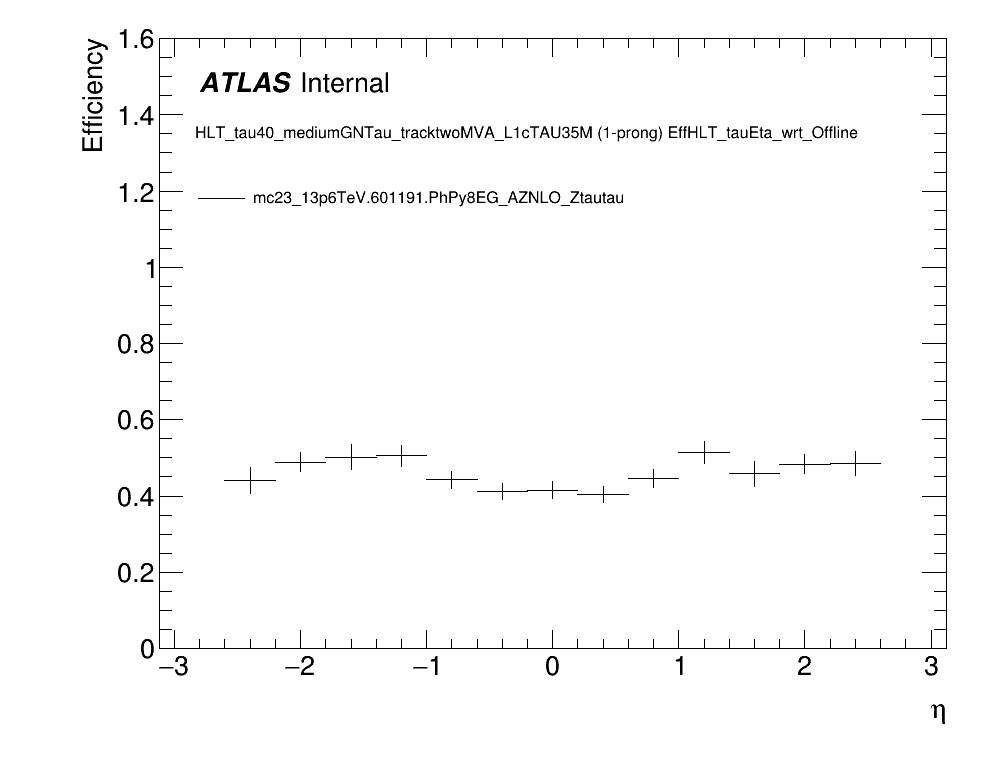 Efficiency
1.6
1.4
1.2
1
0.8
0.6
0.4
0.2
0
ATLAS Internal
HLT_tau40_mediumGNTau_tracktwoMVA_L1cTAU35M (1-prong) EffHLT_tauEta_wrt_Offline
mc23_13p6TeV.601191.PhPy8EG_AZNLO_Ztautau
−3 −2 −1 0 1 2 3
η